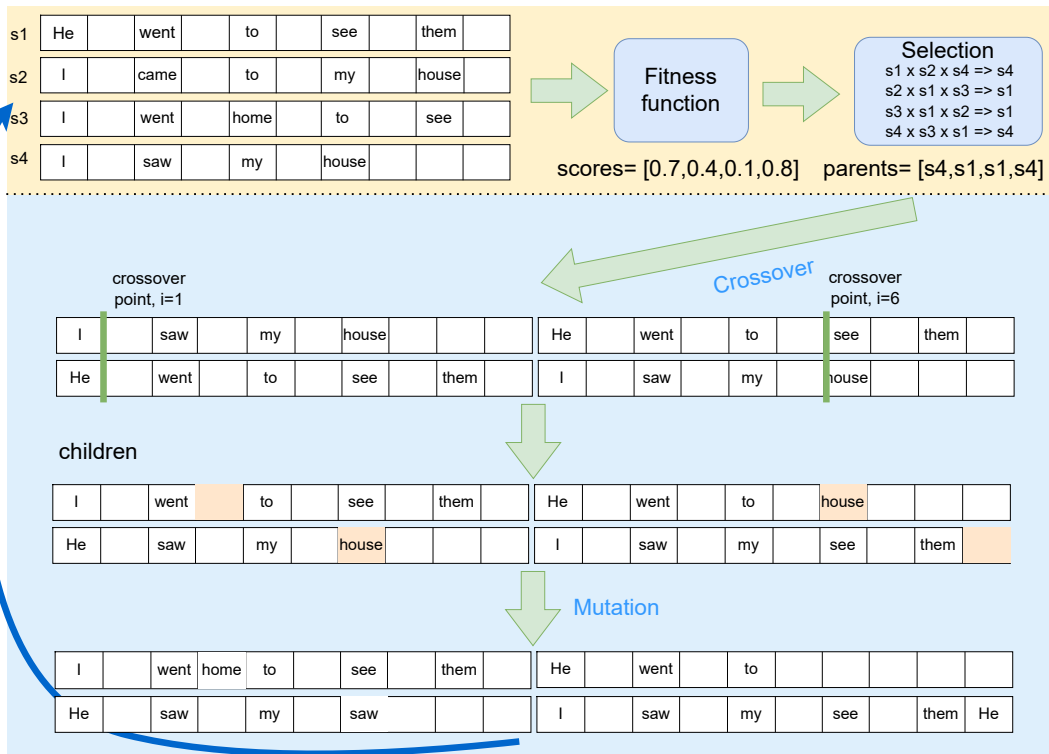 s1 He went to see them
s2 I came to my house
s3 I went home to see
s4 I saw my house
Fitness
function
Selection
s1 x s2 x s4 => s4
s2 x s1 x s3 => s1
s3 x s1 x s2 => s1
s4 x s3 x s1 => s4
scores= [0.7,0.4,0.1,0.8]
parents= [s4,s1,s1,s4]
Crossover
crossover
point, i=1
crossover
point, i=6
I saw my house He went to see them
He went to see them I saw my house
children
I went to see them He went to house
He saw my house I saw my see them
Mutation
I went home to see them He went to
He saw my saw I saw my see them He